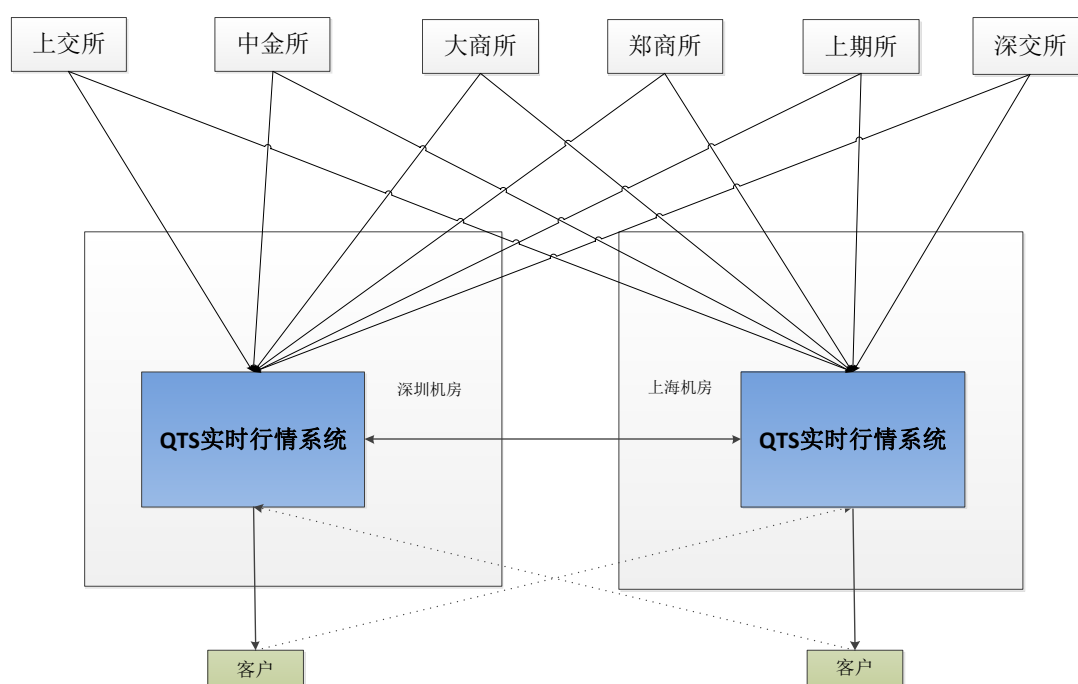 上交所
中金所
大商所
郑商所
上期所
深交所
深圳机房
上海机房
QTS实时行情系统
QTS实时行情系统
客户
客户